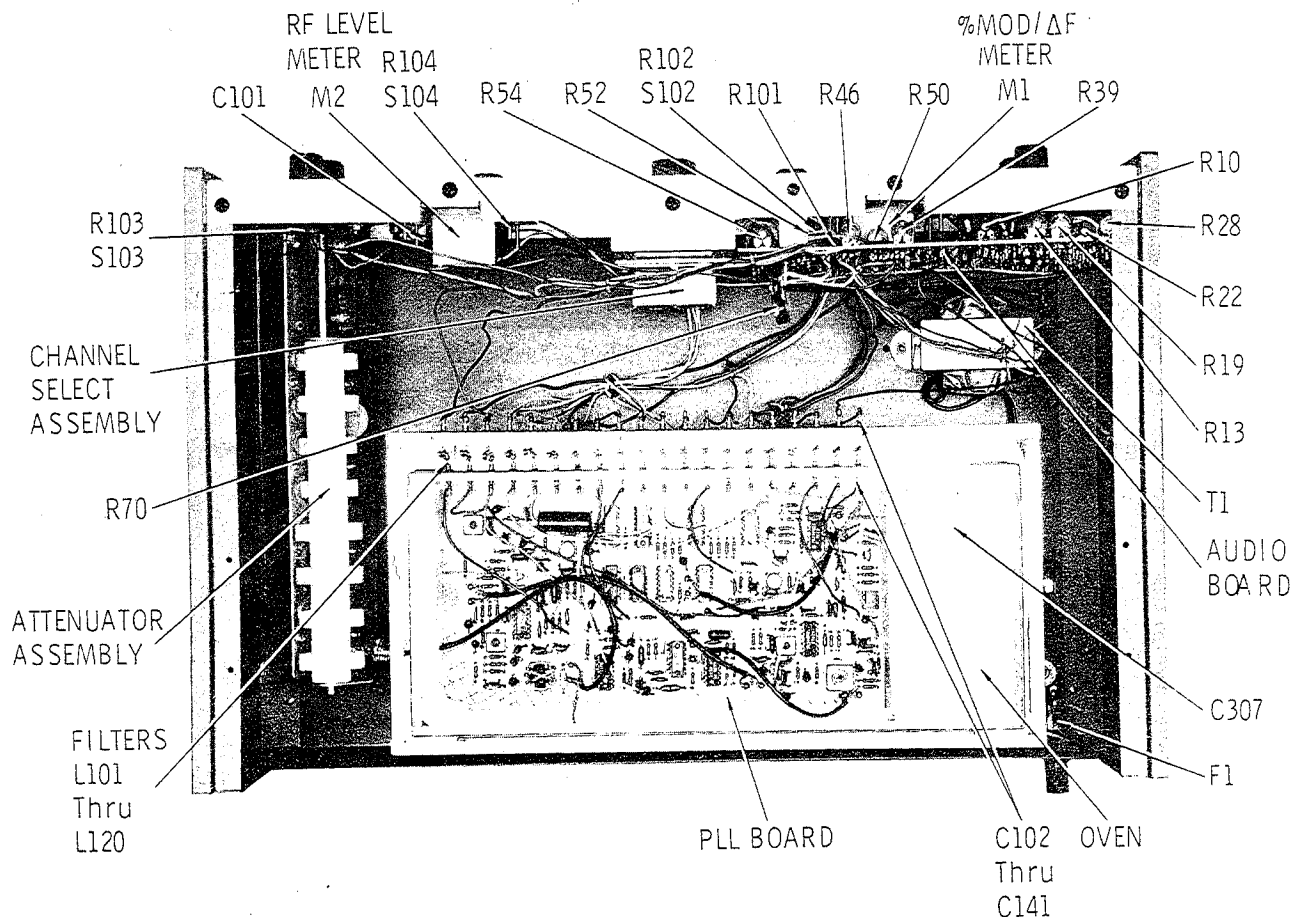 RF LEVEL
METER
M2
C101
R104
S104
R54
R52
R102
S102
R101
R46
R50
%MOD/ΔF
METER
M1
R39
R10
R103
S103
R28
R22
CHANNEL
SELECT
ASSEMBLY
R19
R13
R70
T1
AUDIO
BOARD
ATTENUATOR
ASSEMBLY
C307
FILTERS
L101
Thru
L120
F1
PLL BOARD
C102
Thru
C141
OVEN